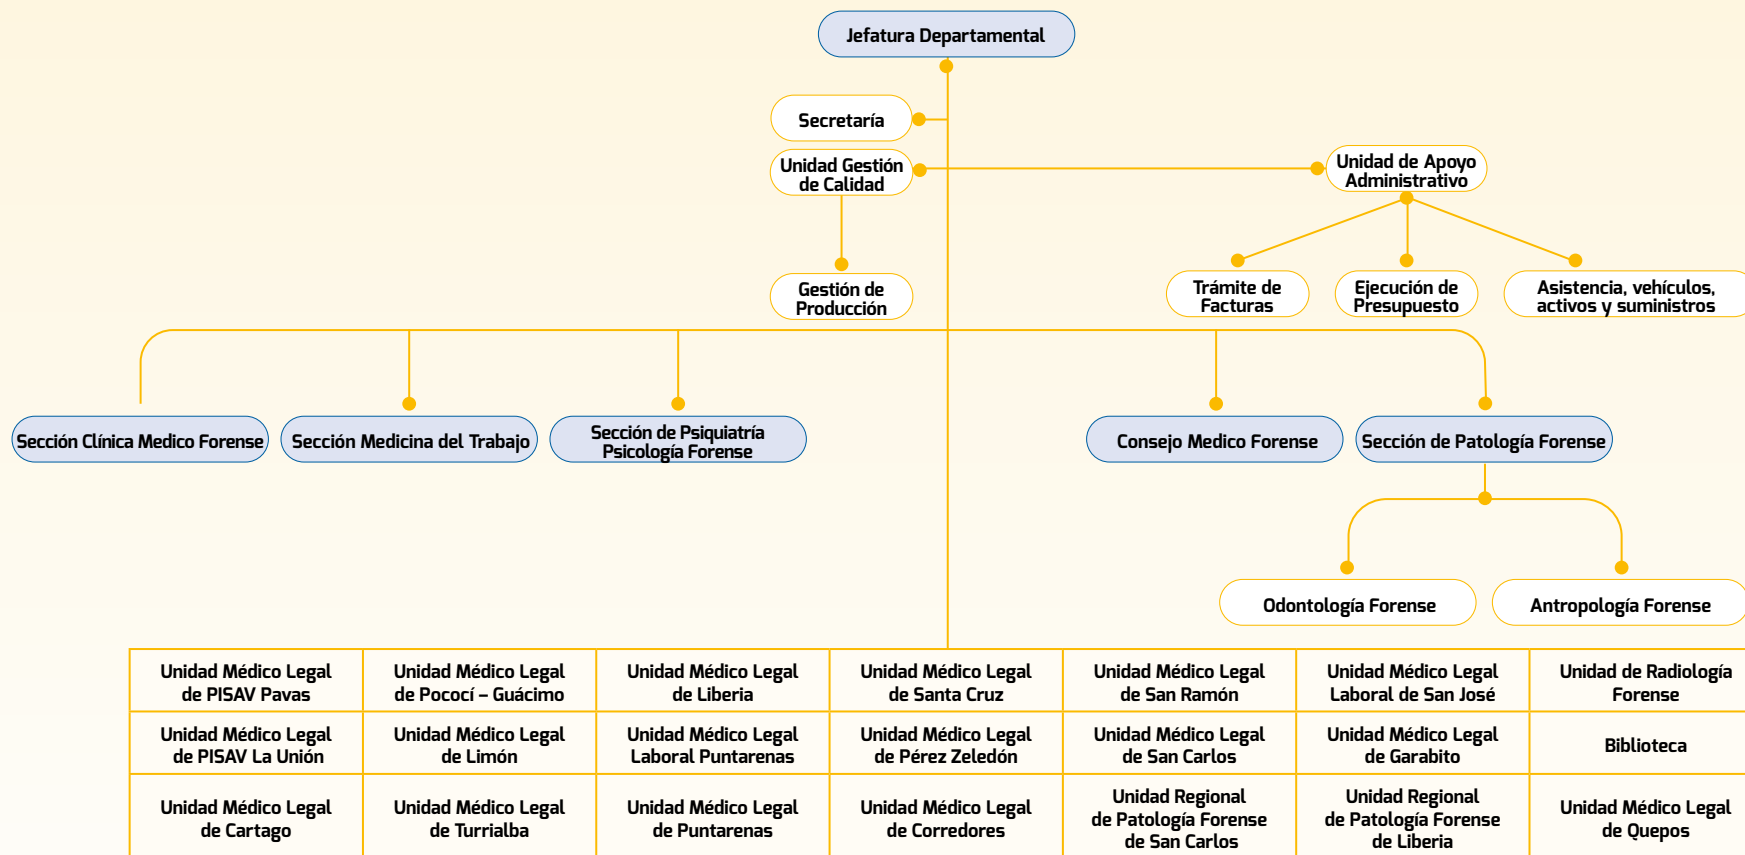 Jefatura Departamental
Secretaría
Unidad Gestión
de Calidad
Unidad de Apoyo
Administrativo
Gestión de
Producción
Trámite de
Facturas
Ejecución de
Presupuesto
Asistencia, vehículos,
activos y suministros
Sección Clínica Medico Forense
Sección Medicina del Trabajo
Sección de Psiquiatría
Psicología Forense
Consejo Medico Forense
Sección de Patología Forense
Odontología Forense
Antropología Forense
Unidad Médico Legal
de PISAV Pavas
Unidad Médico Legal
de Pococí – Guácimo
Unidad Médico Legal
de Liberia
Unidad Médico Legal
de Santa Cruz
Unidad Médico Legal
de San Ramón
Unidad Médico Legal
Laboral de San José
Unidad de Radiología
Forense
Unidad Médico Legal
de PISAV La Unión
Unidad Médico Legal
de Limón
Unidad Médico Legal
Laboral Puntarenas
Unidad Médico Legal
de Pérez Zeledón
Unidad Médico Legal
de San Carlos
Unidad Médico Legal
de Garabito
Biblioteca
Unidad Médico Legal
de Cartago
Unidad Médico Legal
de Turrialba
Unidad Médico Legal
de Puntarenas
Unidad Médico Legal
de Corredores
Unidad Regional
de Patología Forense
de San Carlos
Unidad Regional
de Patología Forense
de Liberia
Unidad Médico Legal
de Quepos